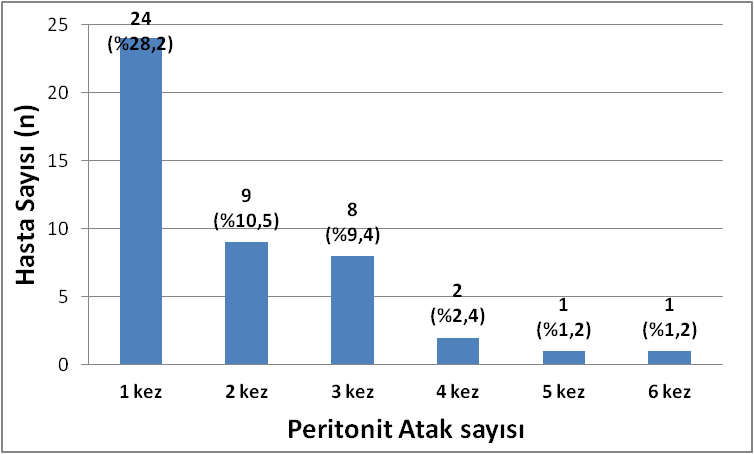 24
(%28,2)
9
(%10,5)
8
(%9,4)
2
(%2,4)
1
(%1,2)
1
(%1,2)
25
20
15
10
5
0
Hasta Sayısı (n)
1 kez
2 kez
3 kez
4 kez
5 kez
6 kez
Peritonit Atak sayısı